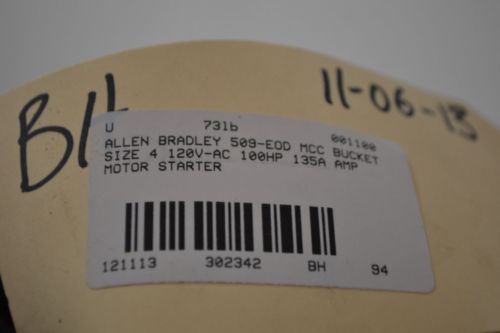 11-06-13
BH
U 731b 001100
ALLEN BRADLEY 509-EOD MCC BUCKET
SIZE 4 120V-AC 100HP 135A AMP
MOTOR STARTER
121113 302342 BH 94